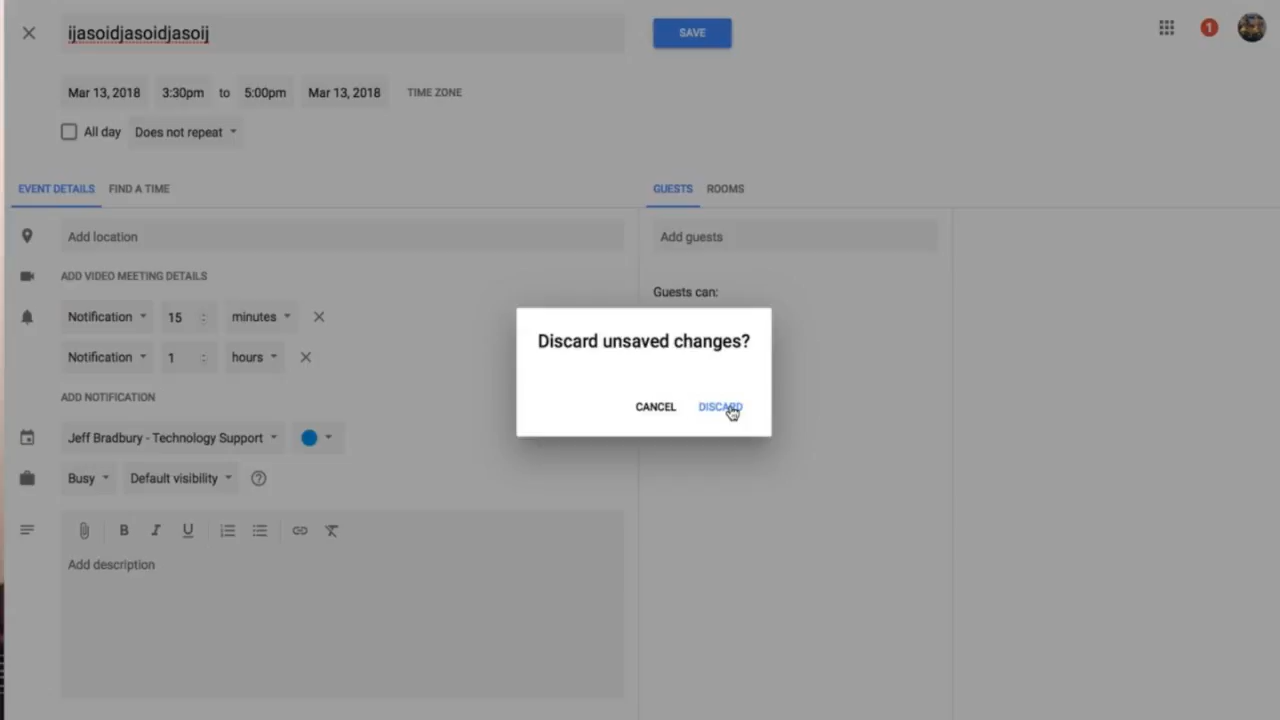 ijasoidjasoidjasoij
SAVE
1
Mar 13, 2018 3:30pm to 5:00pm Mar 13, 2018 TIME ZONE
All day Does not repeat
EVENT DETAILS FIND A TIME
GUESTS ROOMS
Add location
Add guests
ADD VIDEO MEETING DETAILS
Guests can:
Notification 15 minutes
Notification 1 hours
ADD NOTIFICATION
Discard unsaved changes?
CANCEL DISCARD
Jeff Bradbury - Technology Support
Busy Default visibility ?
B I U
Add description